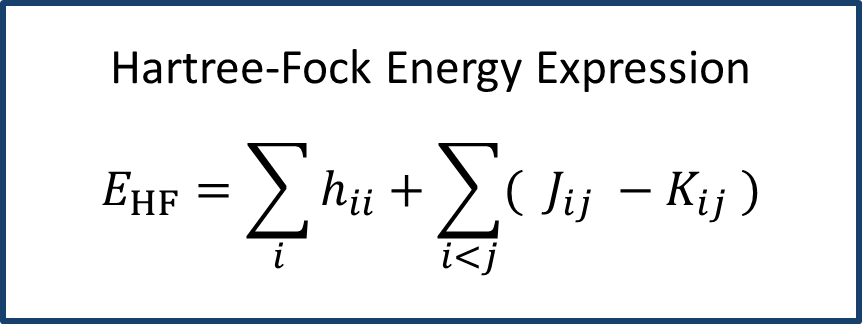 Hartree-Fock Energy Expression
E_HF = ∑_i h_ii + ∑_{i<j} ( J_ij − K_ij )